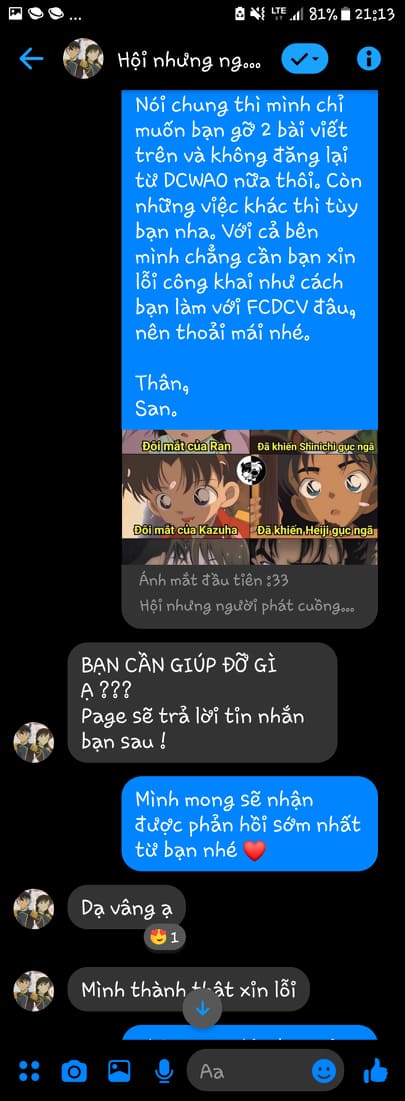 LTE 81% 21:13
Hội nhưng ng...
Nói chung thì mình chỉ
muốn bạn gỡ 2 bài viết
trên và không đăng lại
từ DCWAO nữa thôi. Còn
những việc khác thì tùy
bạn nha. Với cả bên
mình chẳng cần bạn xin
lỗi công khai như cách
bạn làm với FCDCV đâu,
nên thoải mái nhé.
Thân,
San.
Đôi mắt của Ran
Đã khiến Shinichi gục ngã
Đôi mắt của Kazuha
Đã khiến Heiji gục ngã
Ánh mắt đầu tiên :33
Hội nhưng người phát cuồng...
BẠN CẦN GIÚP ĐỠ GÌ
Ạ ???
Page sẽ trả lời tin nhắn
bạn sau !
Mình mong sẽ nhận
được phản hồi sớm nhất
từ bạn nhé ❤️
Dạ vâng ạ
😍 1
Mình thành thật xin lỗi
Aa